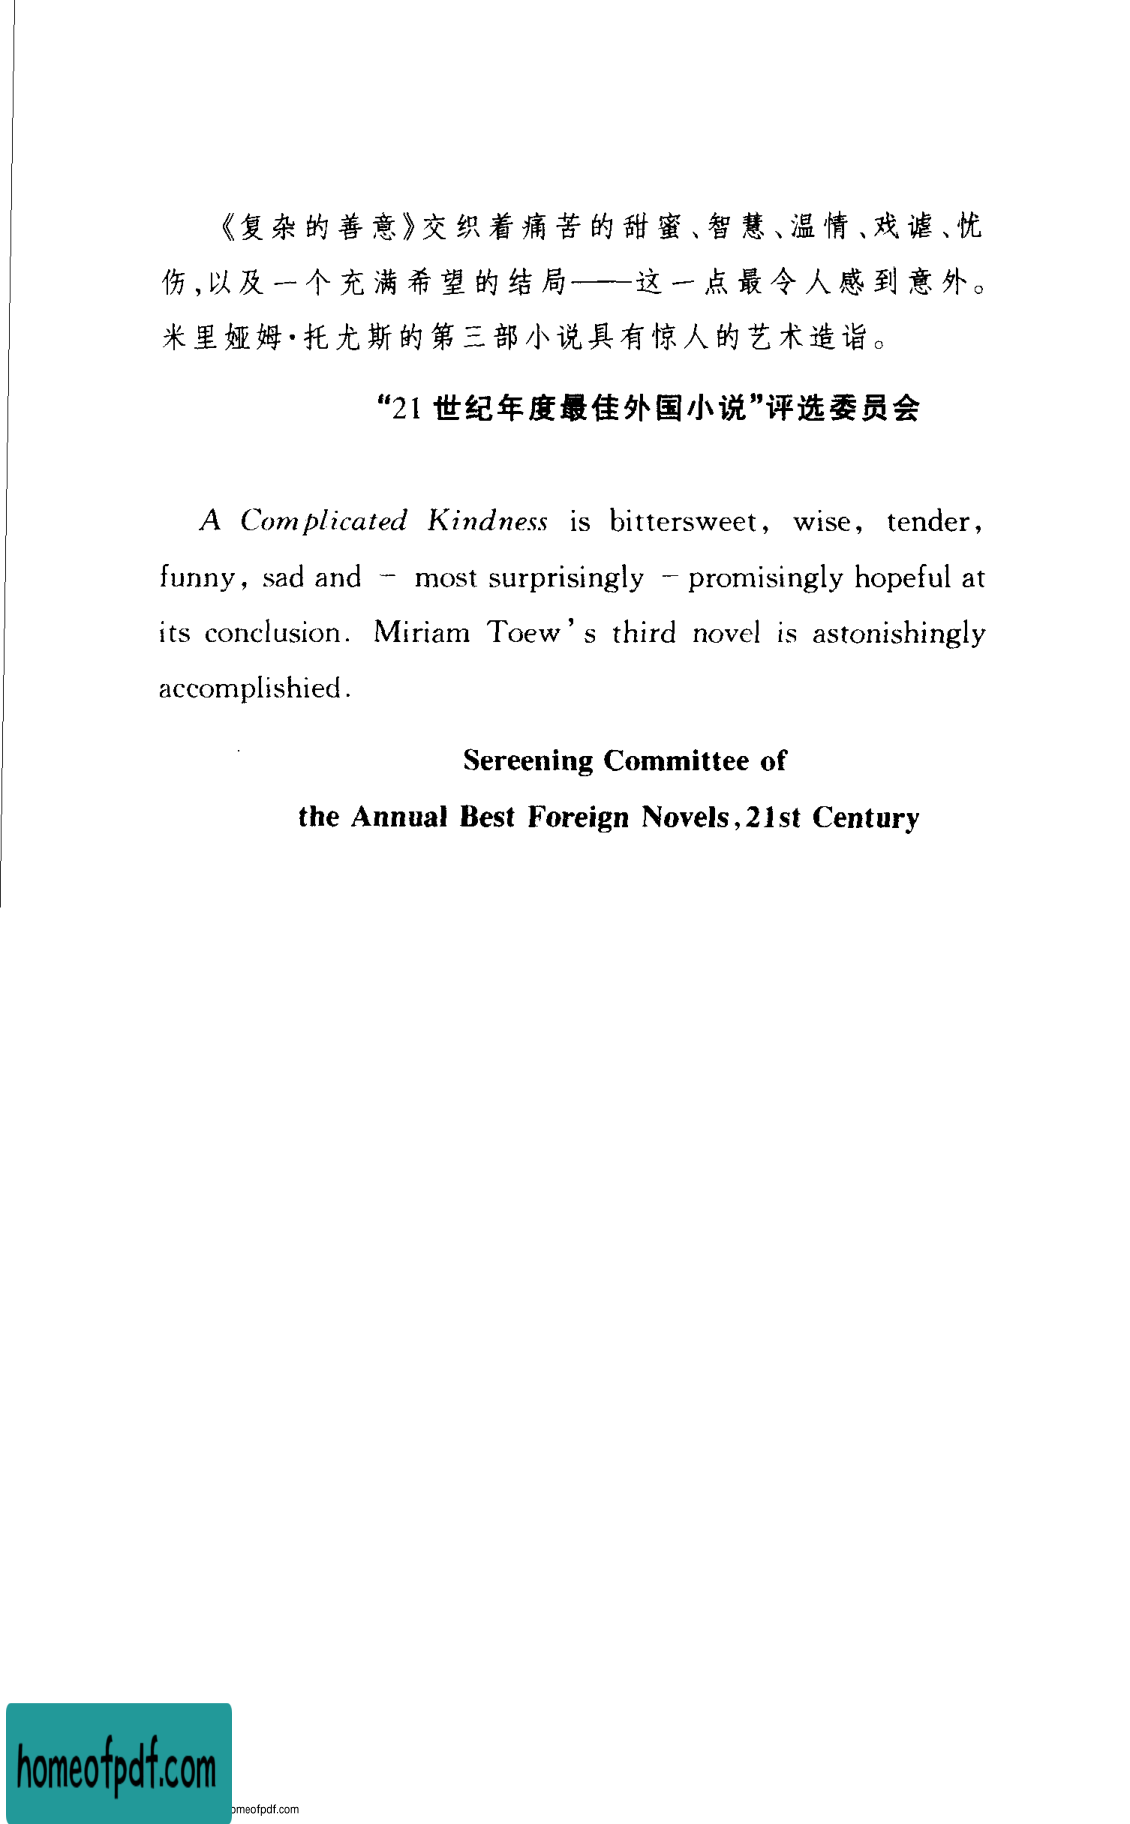 《复杂的善意》交织着痛苦的甜蜜、智慧、温情、戏谑、忧
伤,以及一个充满希望的结局——这一点最令人感到意外。
米里娅姆·托尤斯的第三部小说具有惊人的艺术造诣。
“21世纪年度最佳外国小说”评选委员会
A Complicated Kindness is bittersweet, wise, tender,
funny, sad and - most surprisingly - promisingly hopeful at
its conclusion. Miriam Toew's third novel is astonishingly
accomplishied.
Sereening Committee of
the Annual Best Foreign Novels,21st Century
homeofpdf.com
omeofpdf.com